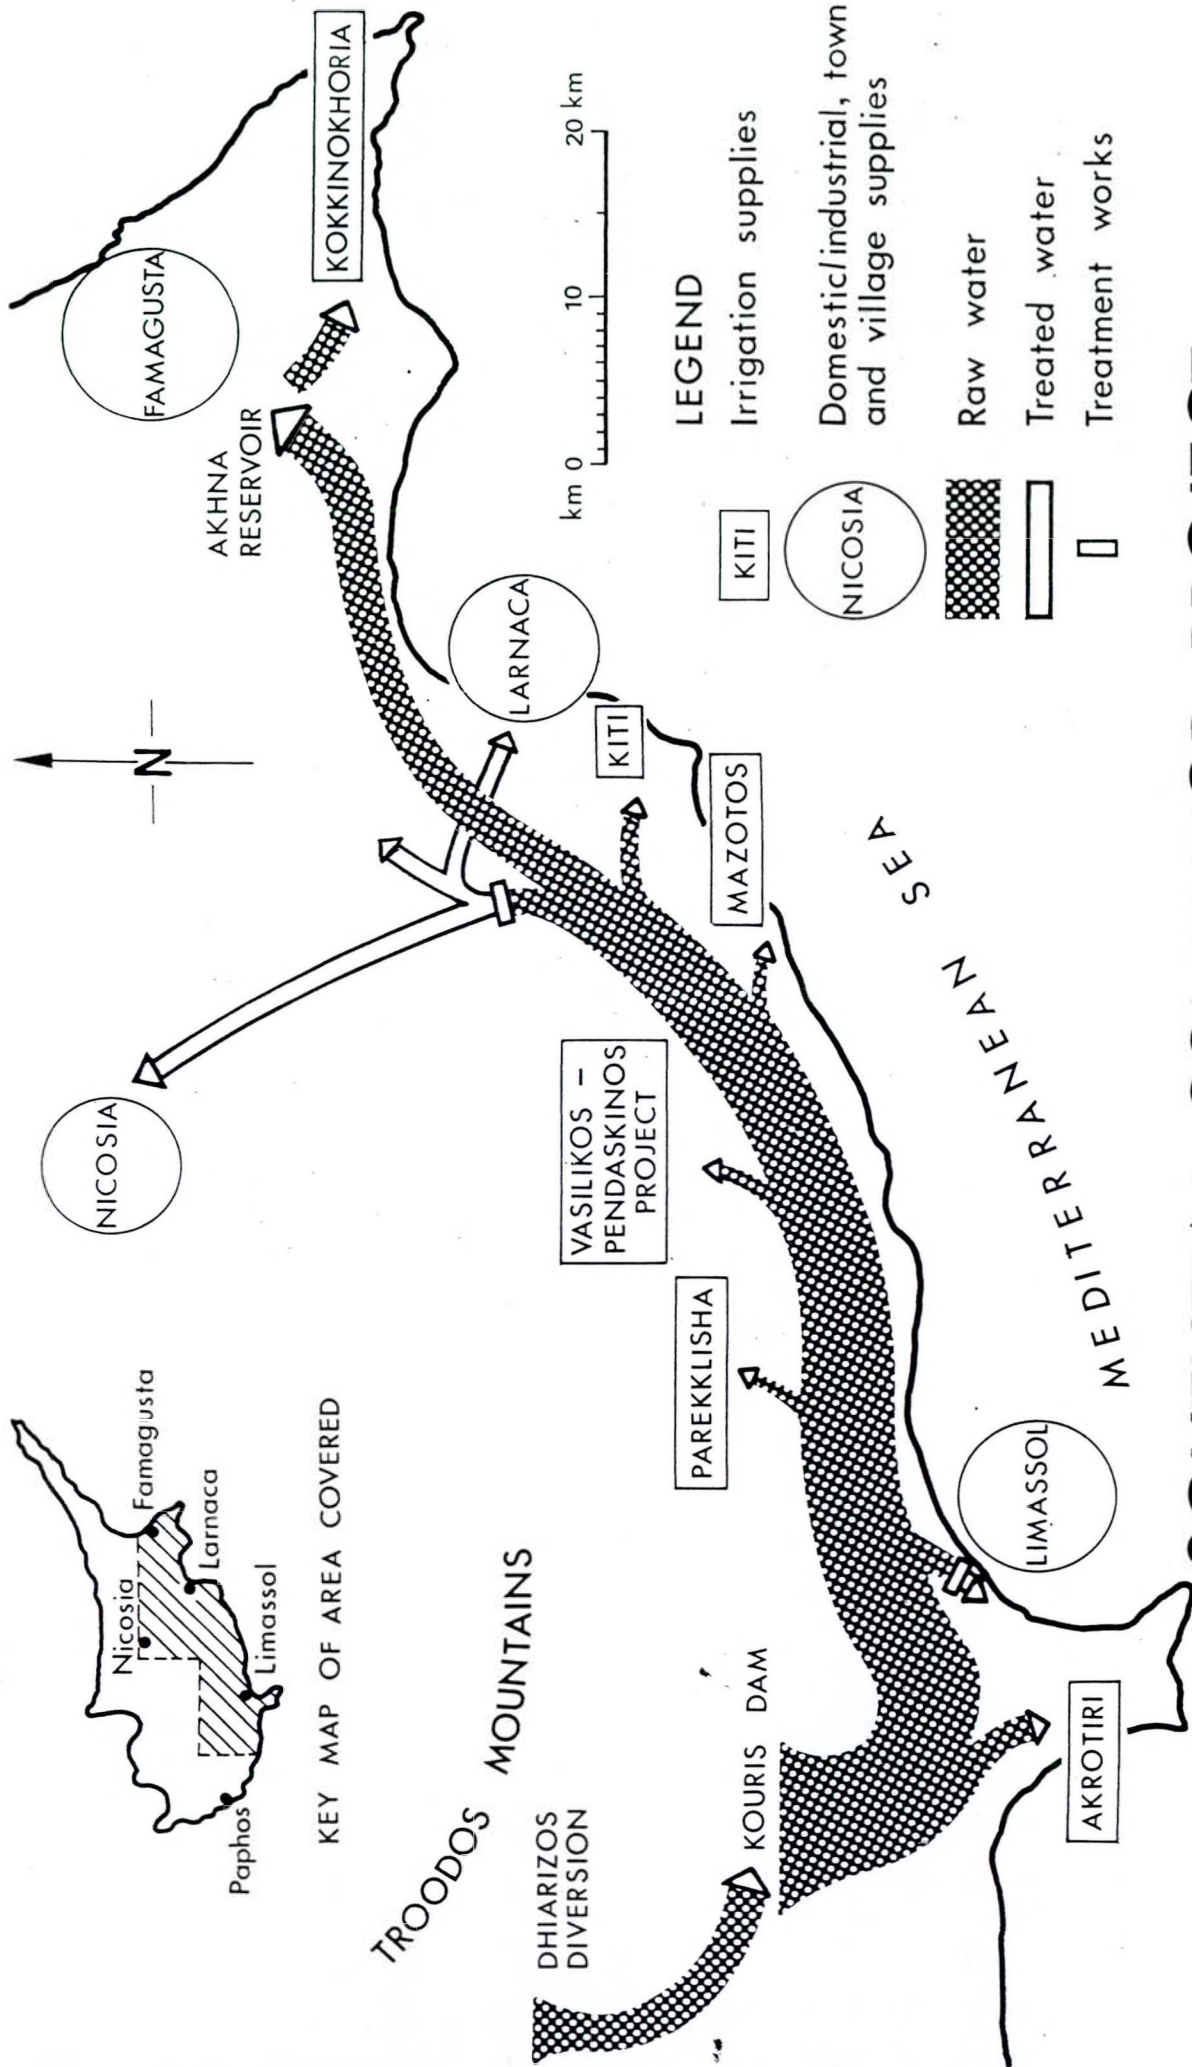 Nicosia
Famagusta
Larnaca
Limassol
Paphos
KEY MAP OF AREA COVERED
NICOSIA
N
FAMAGUSTA
AKHNA
RESERVOIR
KOKKINOKHORIA
TROODOS
MOUNTAINS
LARNACA
DHIARIZOS
DIVERSION
VASILIKOS –
PENDASKINOS
PROJECT
KITI
PAREKKLISHA
MAZOTOS
KOURIS DAM
LIMASSOL
AKROTIRI
MEDITERRANEAN SEA
km 0 10 20 km
LEGEND
KITI Irrigation supplies
NICOSIA Domestic/industrial, town
and village supplies
Raw water
Treated water
Treatment works